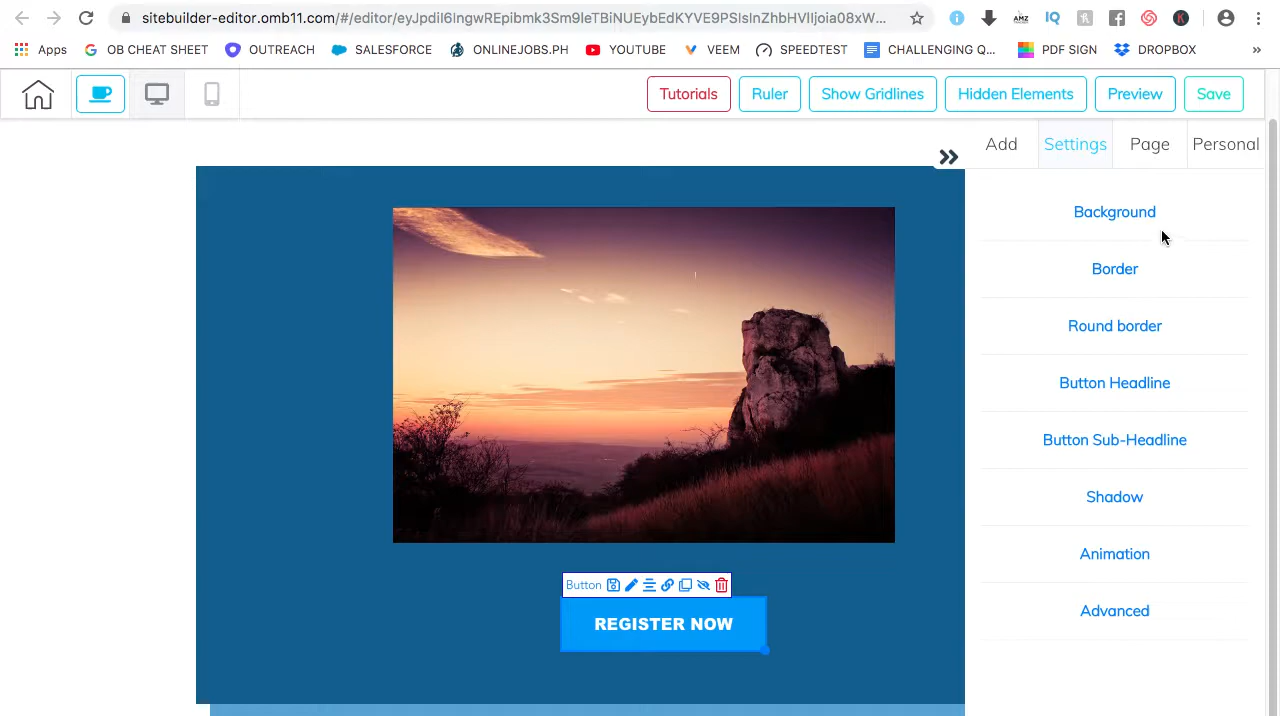 sitebuilder-editor.omb11.com/#/editor/eyJpdiI6IngwREpibmk3Sm9leTBiNUEybEdKYVE9PSIsInZhbHVlIjoia08xW...
Apps OB CHEAT SHEET OUTREACH SALESFORCE ONLINEJOBS.PH YOUTUBE VEEM SPEEDTEST CHALLENGING Q... PDF SIGN DROPBOX »
Tutorials Ruler Show Gridlines Hidden Elements Preview Save
Add Settings Page Personal
Background
Border
Round border
Button Headline
Button Sub-Headline
Shadow
Animation
Advanced
Button
REGISTER NOW